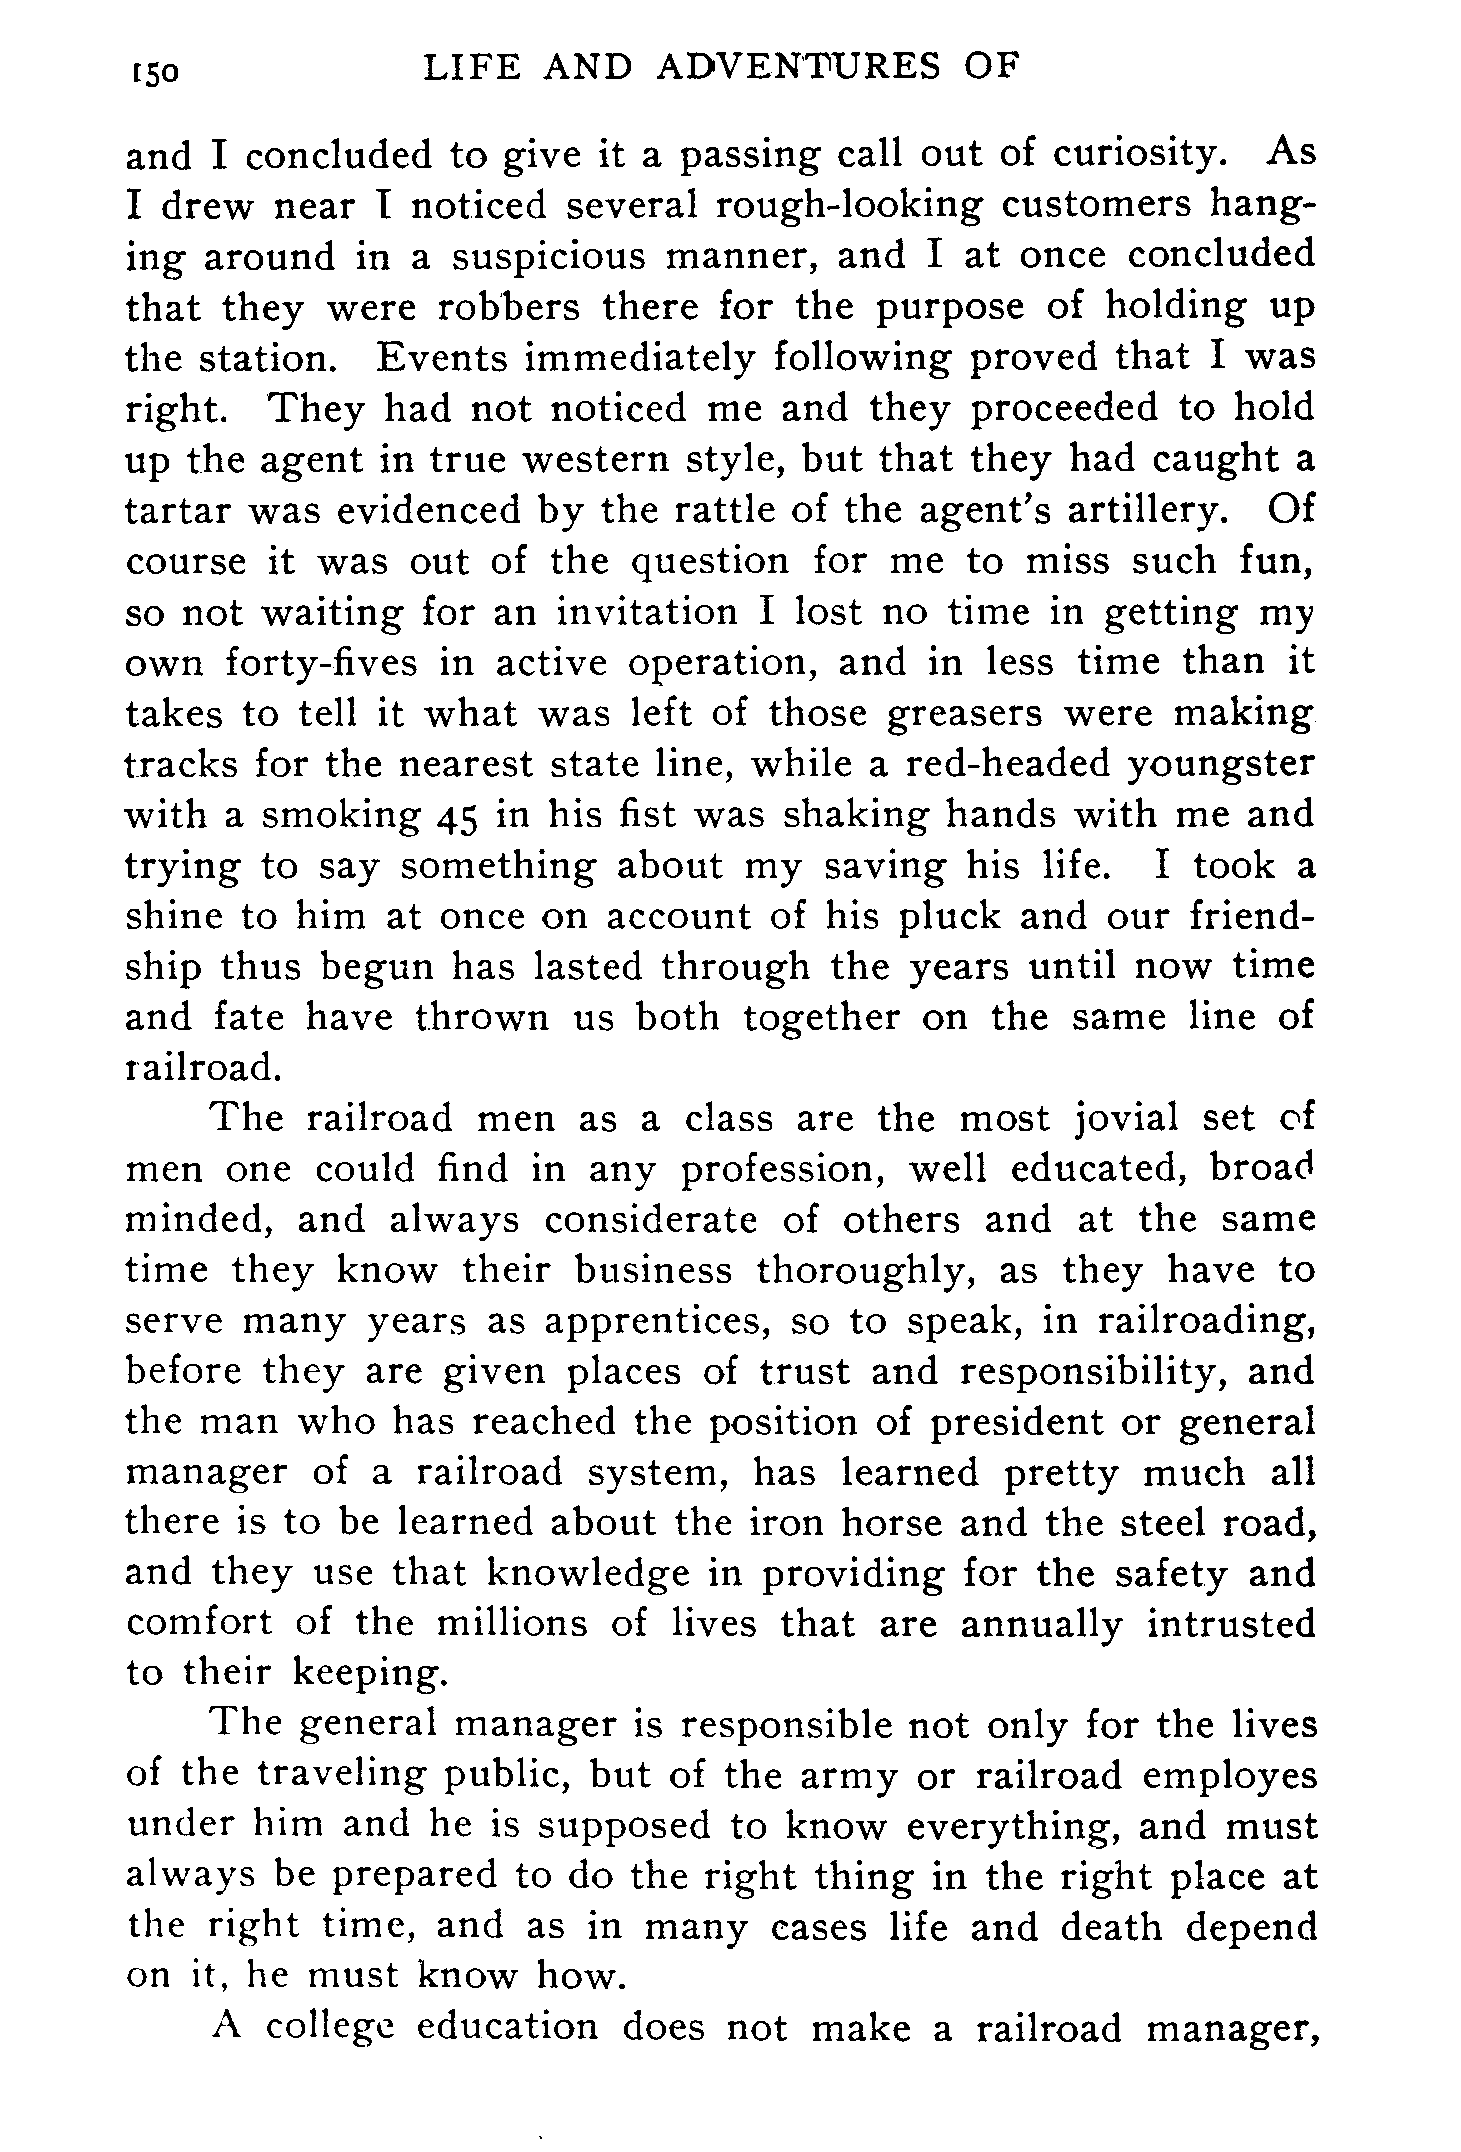 150 LIFE AND ADVENTURES OF
and I concluded to give it a passing call out of curiosity. As
I drew near I noticed several rough-looking customers hang-
ing around in a suspicious manner, and I at once concluded
that they were robbers there for the purpose of holding up
the station. Events immediately following proved that I was
right. They had not noticed me and they proceeded to hold
up the agent in true western style, but that they had caught a
tartar was evidenced by the rattle of the agent's artillery. Of
course it was out of the question for me to miss such fun,
so not waiting for an invitation I lost no time in getting my
own forty-fives in active operation, and in less time than it
takes to tell it what was left of those greasers were making
tracks for the nearest state line, while a red-headed youngster
with a smoking 45 in his fist was shaking hands with me and
trying to say something about my saving his life. I took a
shine to him at once on account of his pluck and our friend-
ship thus begun has lasted through the years until now time
and fate have thrown us both together on the same line of
railroad.
The railroad men as a class are the most jovial set of
men one could find in any profession, well educated, broad
minded, and always considerate of others and at the same
time they know their business thoroughly, as they have to
serve many years as apprentices, so to speak, in railroading,
before they are given places of trust and responsibility, and
the man who has reached the position of president or general
manager of a railroad system, has learned pretty much all
there is to be learned about the iron horse and the steel road,
and they use that knowledge in providing for the safety and
comfort of the millions of lives that are annually intrusted
to their keeping.
The general manager is responsible not only for the lives
of the traveling public, but of the army or railroad employes
under him and he is supposed to know everything, and must
always be prepared to do the right thing in the right place at
the right time, and as in many cases life and death depend
on it, he must know how.
A college education does not make a railroad manager,